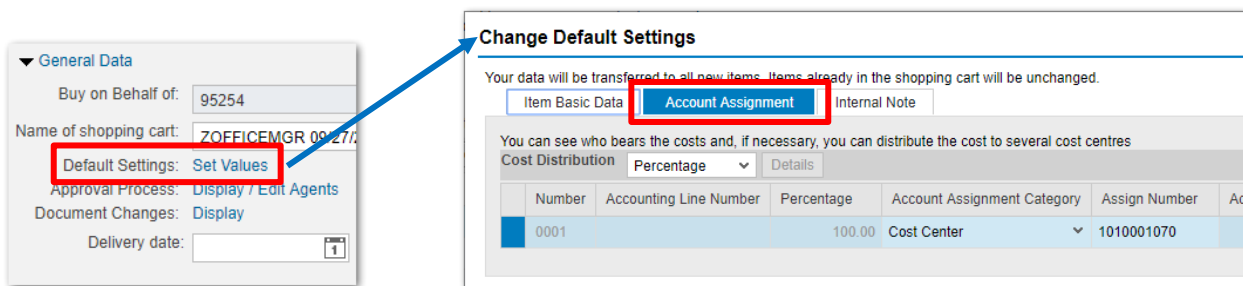 General Data
Buy on Behalf of: 95254
Name of shopping cart: ZOFFICEMGR 09/27/2
Default Settings: Set Values
Approval Process: Display / Edit Agents
Document Changes: Display
Delivery date:
1
Change Default Settings
Your data will be transferred to all new items. Items already in the shopping cart will be unchanged.
Item Basic Data Account Assignment Internal Note
You can see who bears the costs and, if necessary, you can distribute the cost to several cost centres
Cost Distribution Percentage Details
Number Accounting Line Number Percentage Account Assignment Category Assign Number
0001 100.00 Cost Center 1010001070